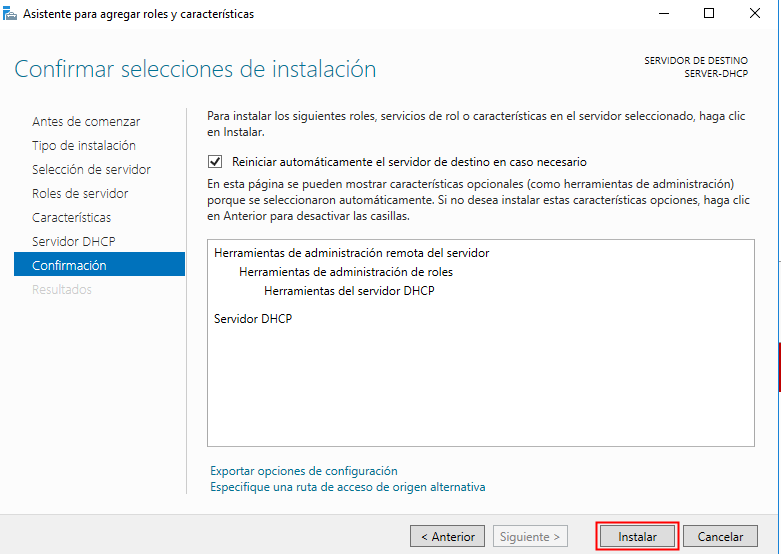 Asistente para agregar roles y características
Confirmar selecciones de instalación
SERVIDOR DE DESTINO
SERVER-DHCP
Antes de comenzar
Tipo de instalación
Selección de servidor
Roles de servidor
Características
Servidor DHCP
Confirmación
Resultados
Para instalar los siguientes roles, servicios de rol o características en el servidor seleccionado, haga clic
en Instalar.
Reiniciar automáticamente el servidor de destino en caso necesario
En esta página se pueden mostrar características opcionales (como herramientas de administración)
porque se seleccionaron automáticamente. Si no desea instalar estas características opciones, haga clic
en Anterior para desactivar las casillas.
Herramientas de administración remota del servidor
Herramientas de administración de roles
Herramientas del servidor DHCP
Servidor DHCP
Exportar opciones de configuración
Especifique una ruta de acceso de origen alternativa
< Anterior
Siguiente >
Instalar
Cancelar